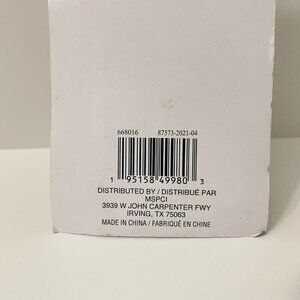 668016 87573-2021-04
1 95158 49980 3
DISTRIBUTED BY / DISTRIBUÉ PAR
MSPCI
3939 W JOHN CARPENTER FWY
IRVING, TX 75063
MADE IN CHINA / FABRIQUÉ EN CHINE